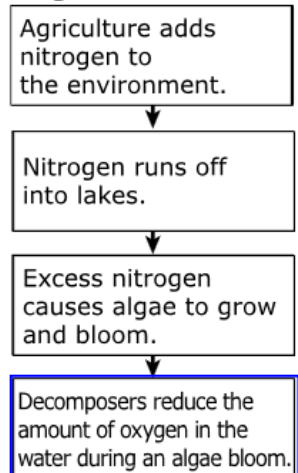 Agriculture adds
nitrogen to
the environment.
Nitrogen runs off
into lakes.
Excess nitrogen
causes algae to grow
and bloom.
Decomposers reduce the
amount of oxygen in the
water during an algae bloom.